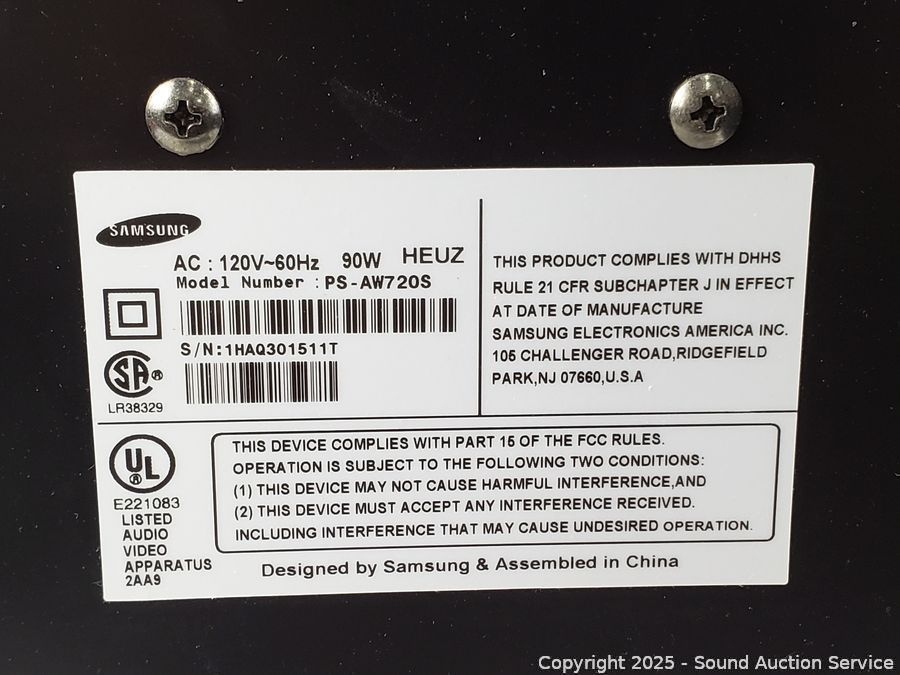 SAMSUNG
AC : 120V~60Hz 90W HEUZ
Model Number : PS-AW720S
S/N:1HAQ301511T
SA ®
LR38329
THIS PRODUCT COMPLIES WITH DHHS
RULE 21 CFR SUBCHAPTER J IN EFFECT
AT DATE OF MANUFACTURE
SAMSUNG ELECTRONICS AMERICA INC.
105 CHALLENGER ROAD,RIDGEFIELD
PARK,NJ 07660,U.S.A
UL ®
E221083
LISTED
AUDIO
VIDEO
APPARATUS
2AA9
THIS DEVICE COMPLIES WITH PART 15 OF THE FCC RULES.
OPERATION IS SUBJECT TO THE FOLLOWING TWO CONDITIONS:
(1) THIS DEVICE MAY NOT CAUSE HARMFUL INTERFERENCE,AND
(2) THIS DEVICE MUST ACCEPT ANY INTERFERENCE RECEIVED.
INCLUDING INTERFERENCE THAT MAY CAUSE UNDESIRED OPERATION.
Designed by Samsung & Assembled in China
Copyright 2025 - Sound Auction Service